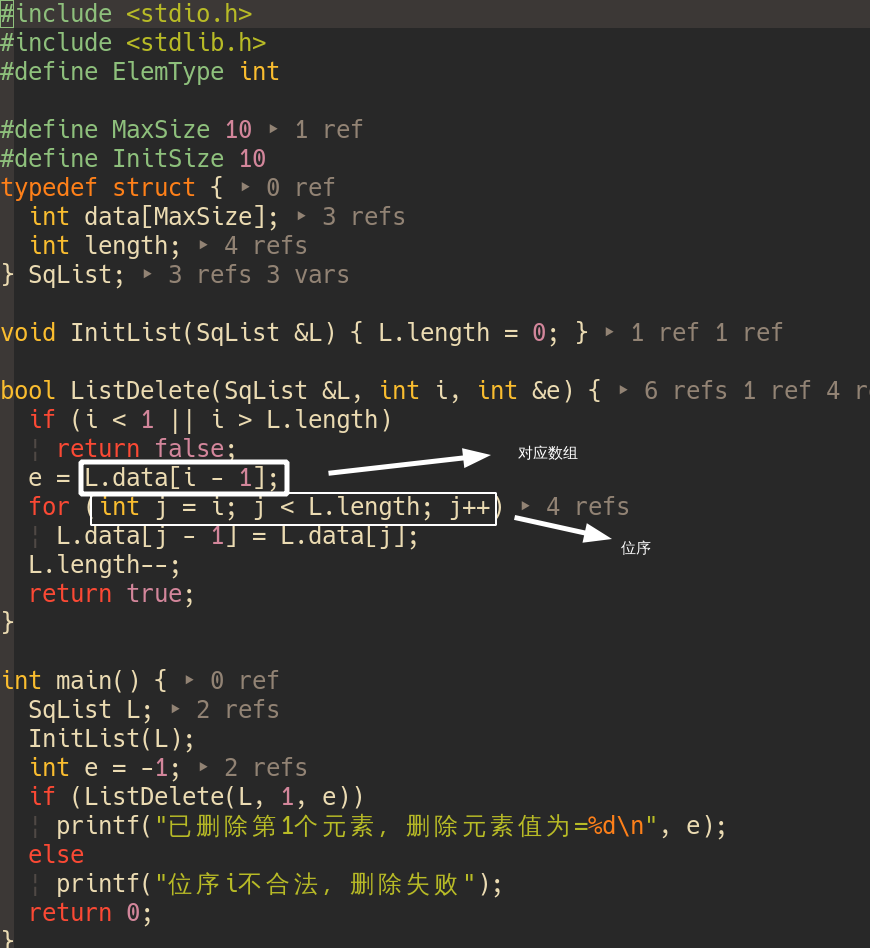 #include <stdio.h>
#include <stdlib.h>
#define ElemType int
#define MaxSize 10 ▸ 1 ref
#define InitSize 10
typedef struct { ▸ 0 ref
int data[MaxSize]; ▸ 3 refs
int length; ▸ 4 refs
} SqList; ▸ 3 refs 3 vars
void InitList(SqList &L) { L.length = 0; } ▸ 1 ref 1 ref
bool ListDelete(SqList &L, int i, int &e) { ▸ 6 refs 1 ref 4 r
if (i < 1 || i > L.length)
return false;
对应数组
e = L.data[i - 1];
for (int j = i; j < L.length; j++) ▸ 4 refs
L.data[j - 1] = L.data[j];
位序
L.length--;
return true;
}
int main() { ▸ 0 ref
SqList L; ▸ 2 refs
InitList(L);
int e = -1; ▸ 2 refs
if (ListDelete(L, 1, e))
printf("已删除第1个元素, 删除元素值为=%d\n", e);
else
printf("位序i不合法, 删除失败");
return 0;
}